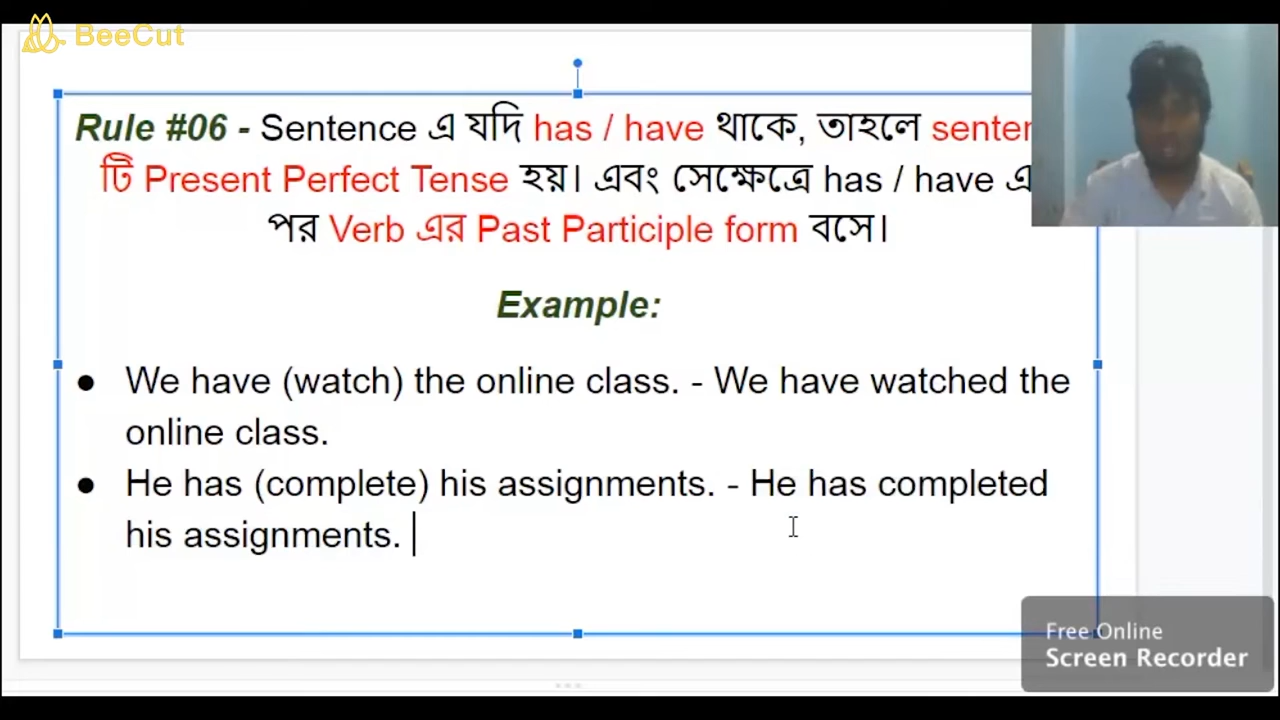 BeeCut
Rule #06 - Sentence এ যদি has / have থাকে, তাহলে
টি Present Perfect Tense হয়। এবং সেক্ষেত্রে has / have
পর Verb এর Past Participle form বসে।
Example:
● We have (watch) the online class. - We have watched the
online class.
● He has (complete) his assignments. - He has completed
his assignments.
Free Online
Screen Recorder